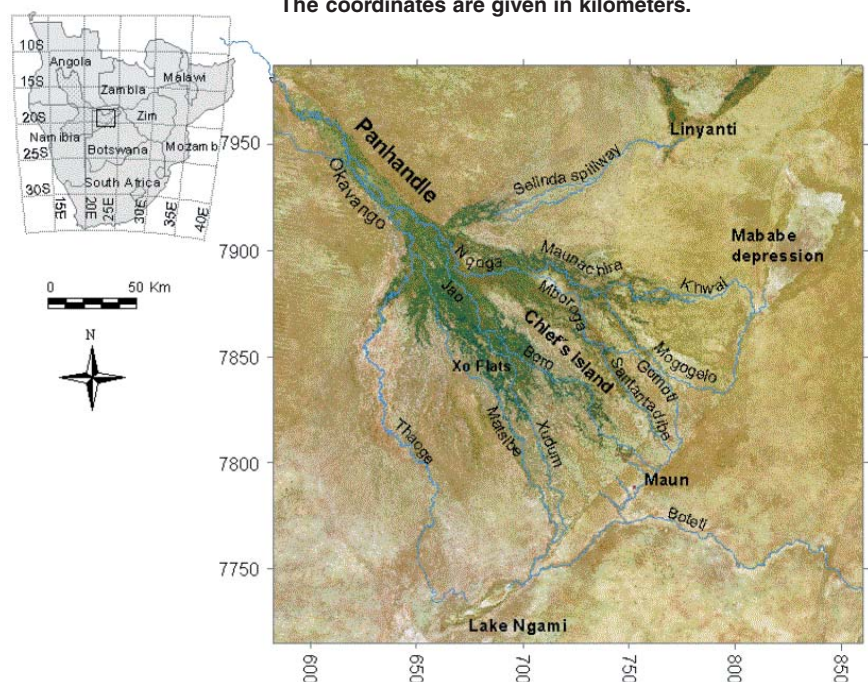 The coordinates are given in kilometers.
10S
15S
20S
25S
30S
Angola
Malawi
Zambia
Zim
Namibia
Mozamb
Botswana
South Africa
15E
20E
25E
30E
35E
40E
0
50 Km
N
7950
7900
7850
7800
7750
600
650
700
750
800
850
Panhandle
Okavango
Linyanti
Selinda spillway
Mababe
depression
Nqoga
Maunachira
Khwai
Jao
Mboroga
Chief's Island
Boro
Xo Flats
Santantadibe
Gomoti
Mogogelo
Thaoge
Matsibe
Xudum
Maun
Boteti
Lake Ngami